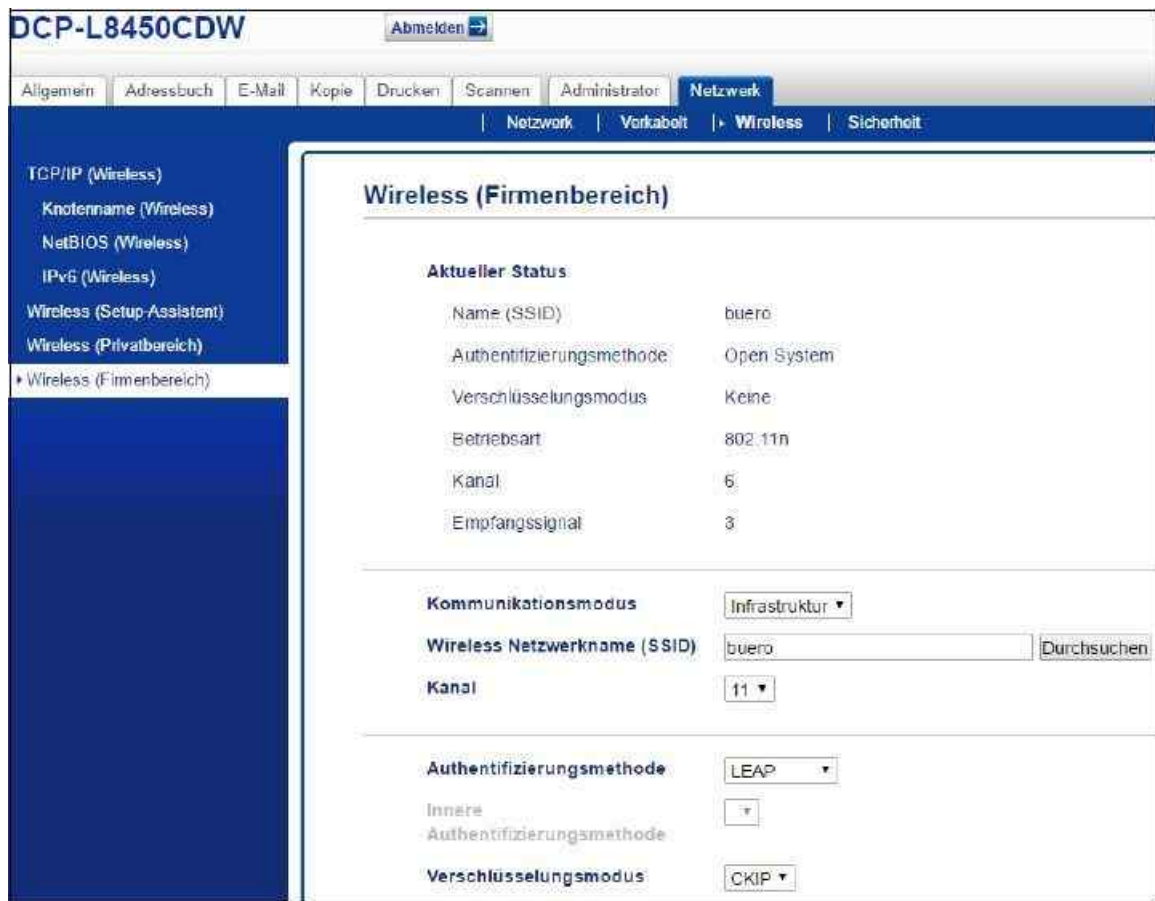 DCP-L8450CDW
Abmelden
Allgemein Adressbuch E-Mail Kopie Drucken Scannen Administrator Netzwerk
Netzwerk | Verkabelt | Wireless | Sicherheit
TCP/IP (Wireless)
Knotenname (Wireless)
NetBIOS (Wireless)
IPv6 (Wireless)
Wireless (Setup-Assistent)
Wireless (Privatbereich)
Wireless (Firmenbereich)
Wireless (Firmenbereich)
Aktueller Status
Name (SSID) buero
Authentifizierungsmethode Open System
Verschlüsselungsmodus Keine
Betriebsart 802.11n
Kanal 6
Empfangssignal 3
Kommunikationsmodus Infrastruktur
Wireless Netzwerkname (SSID) buero Durchsuchen
Kanal 11
Authentifizierungsmethode LEAP
Innere
Authentifizierungsmethode
Verschlüsselungsmodus CKIP